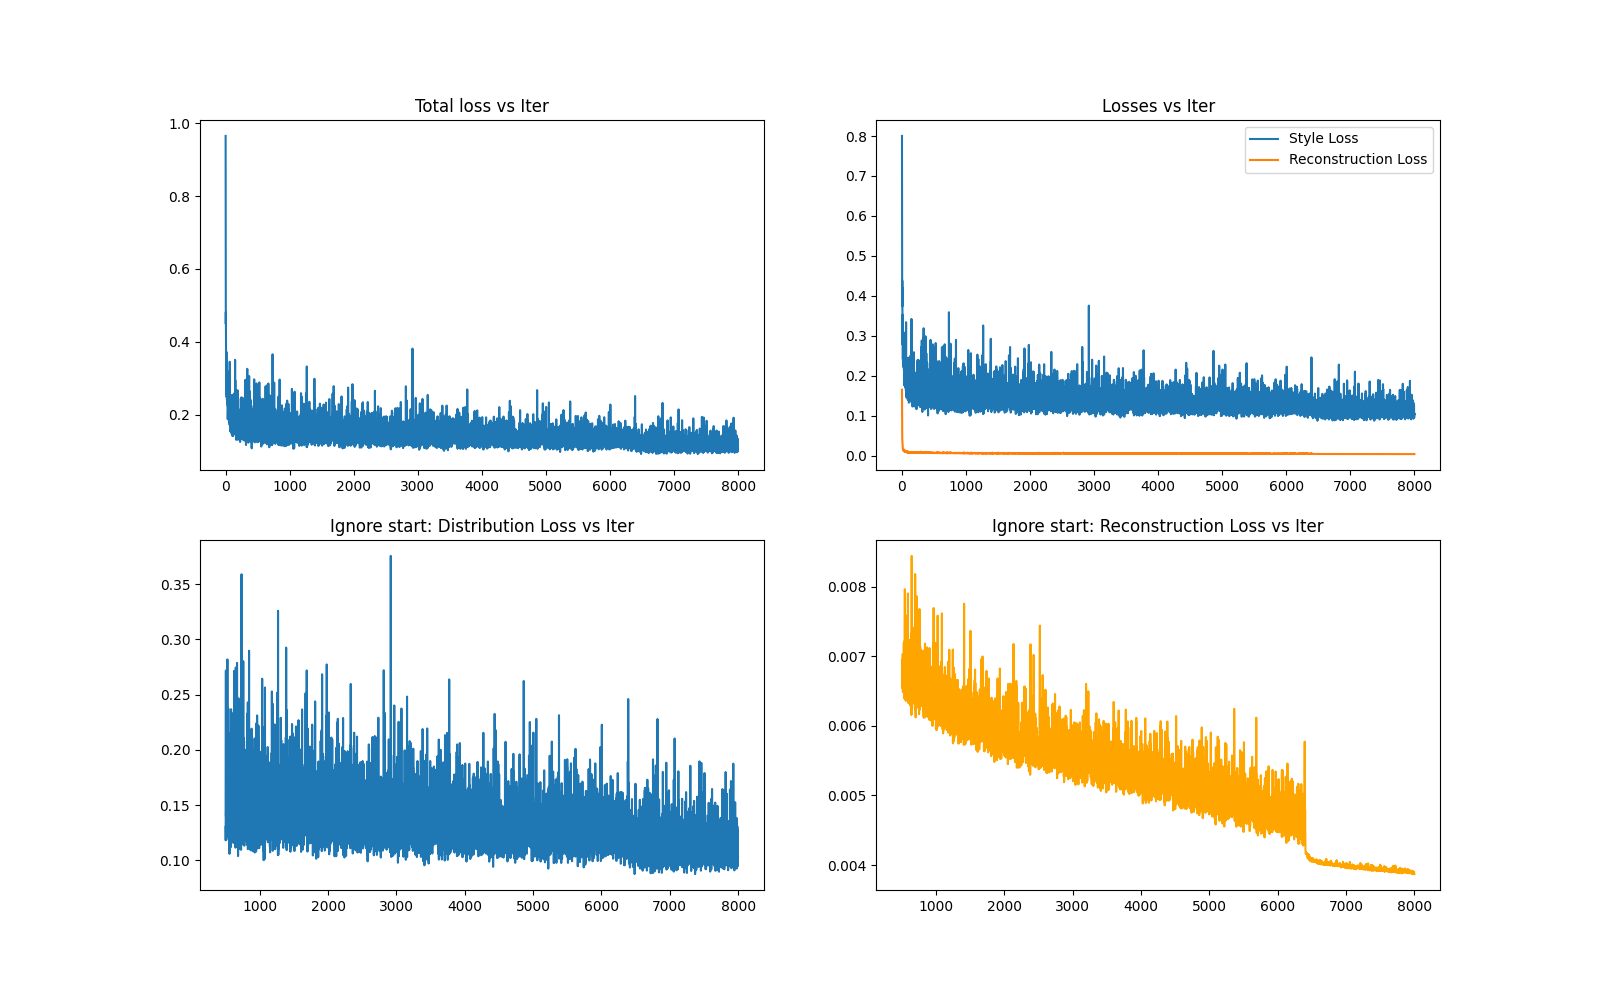 Total loss vs Iter
1.0
0.8
0.6
0.4
0.2
0 1000 2000 3000 4000 5000 6000 7000 8000
Losses vs Iter
Style Loss
Reconstruction Loss
0.8
0.7
0.6
0.5
0.4
0.3
0.2
0.1
0.0
0 1000 2000 3000 4000 5000 6000 7000 8000
Ignore start: Distribution Loss vs Iter
0.35
0.30
0.25
0.20
0.15
0.10
1000 2000 3000 4000 5000 6000 7000 8000
Ignore start: Reconstruction Loss vs Iter
0.008
0.007
0.006
0.005
0.004
1000 2000 3000 4000 5000 6000 7000 8000